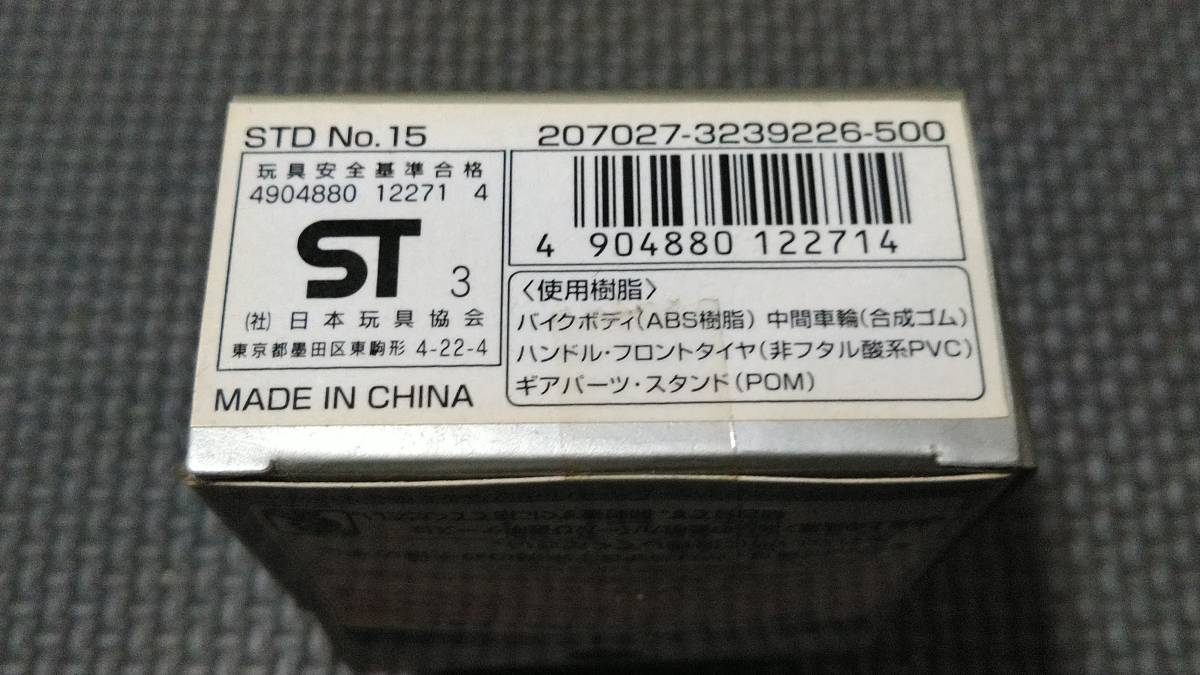 STD No.15
207027-3239226-500
玩具安全基準合格
4904880 12271 4
ST 3
(社)日本玩具協会
東京都墨田区東駒形 4-22-4
MADE IN CHINA
4 904880 122714
〈使用樹脂〉
バイクボディ(ABS樹脂) 中間車輪(合成ゴム)
ハンドル・フロントタイヤ(非フタル酸系PVC)
ギアパーツ・スタンド(POM)